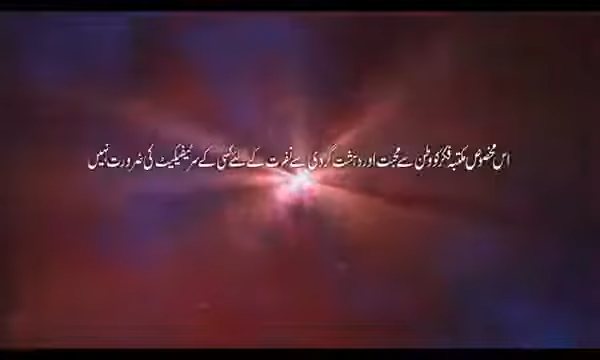 اس مخصوص مکتبہ فکر کو وطن سے محبت اور دہشت گردی سے نفرت کے لئے کسی کے سرٹیفیکیٹ کی ضرورت نہیں